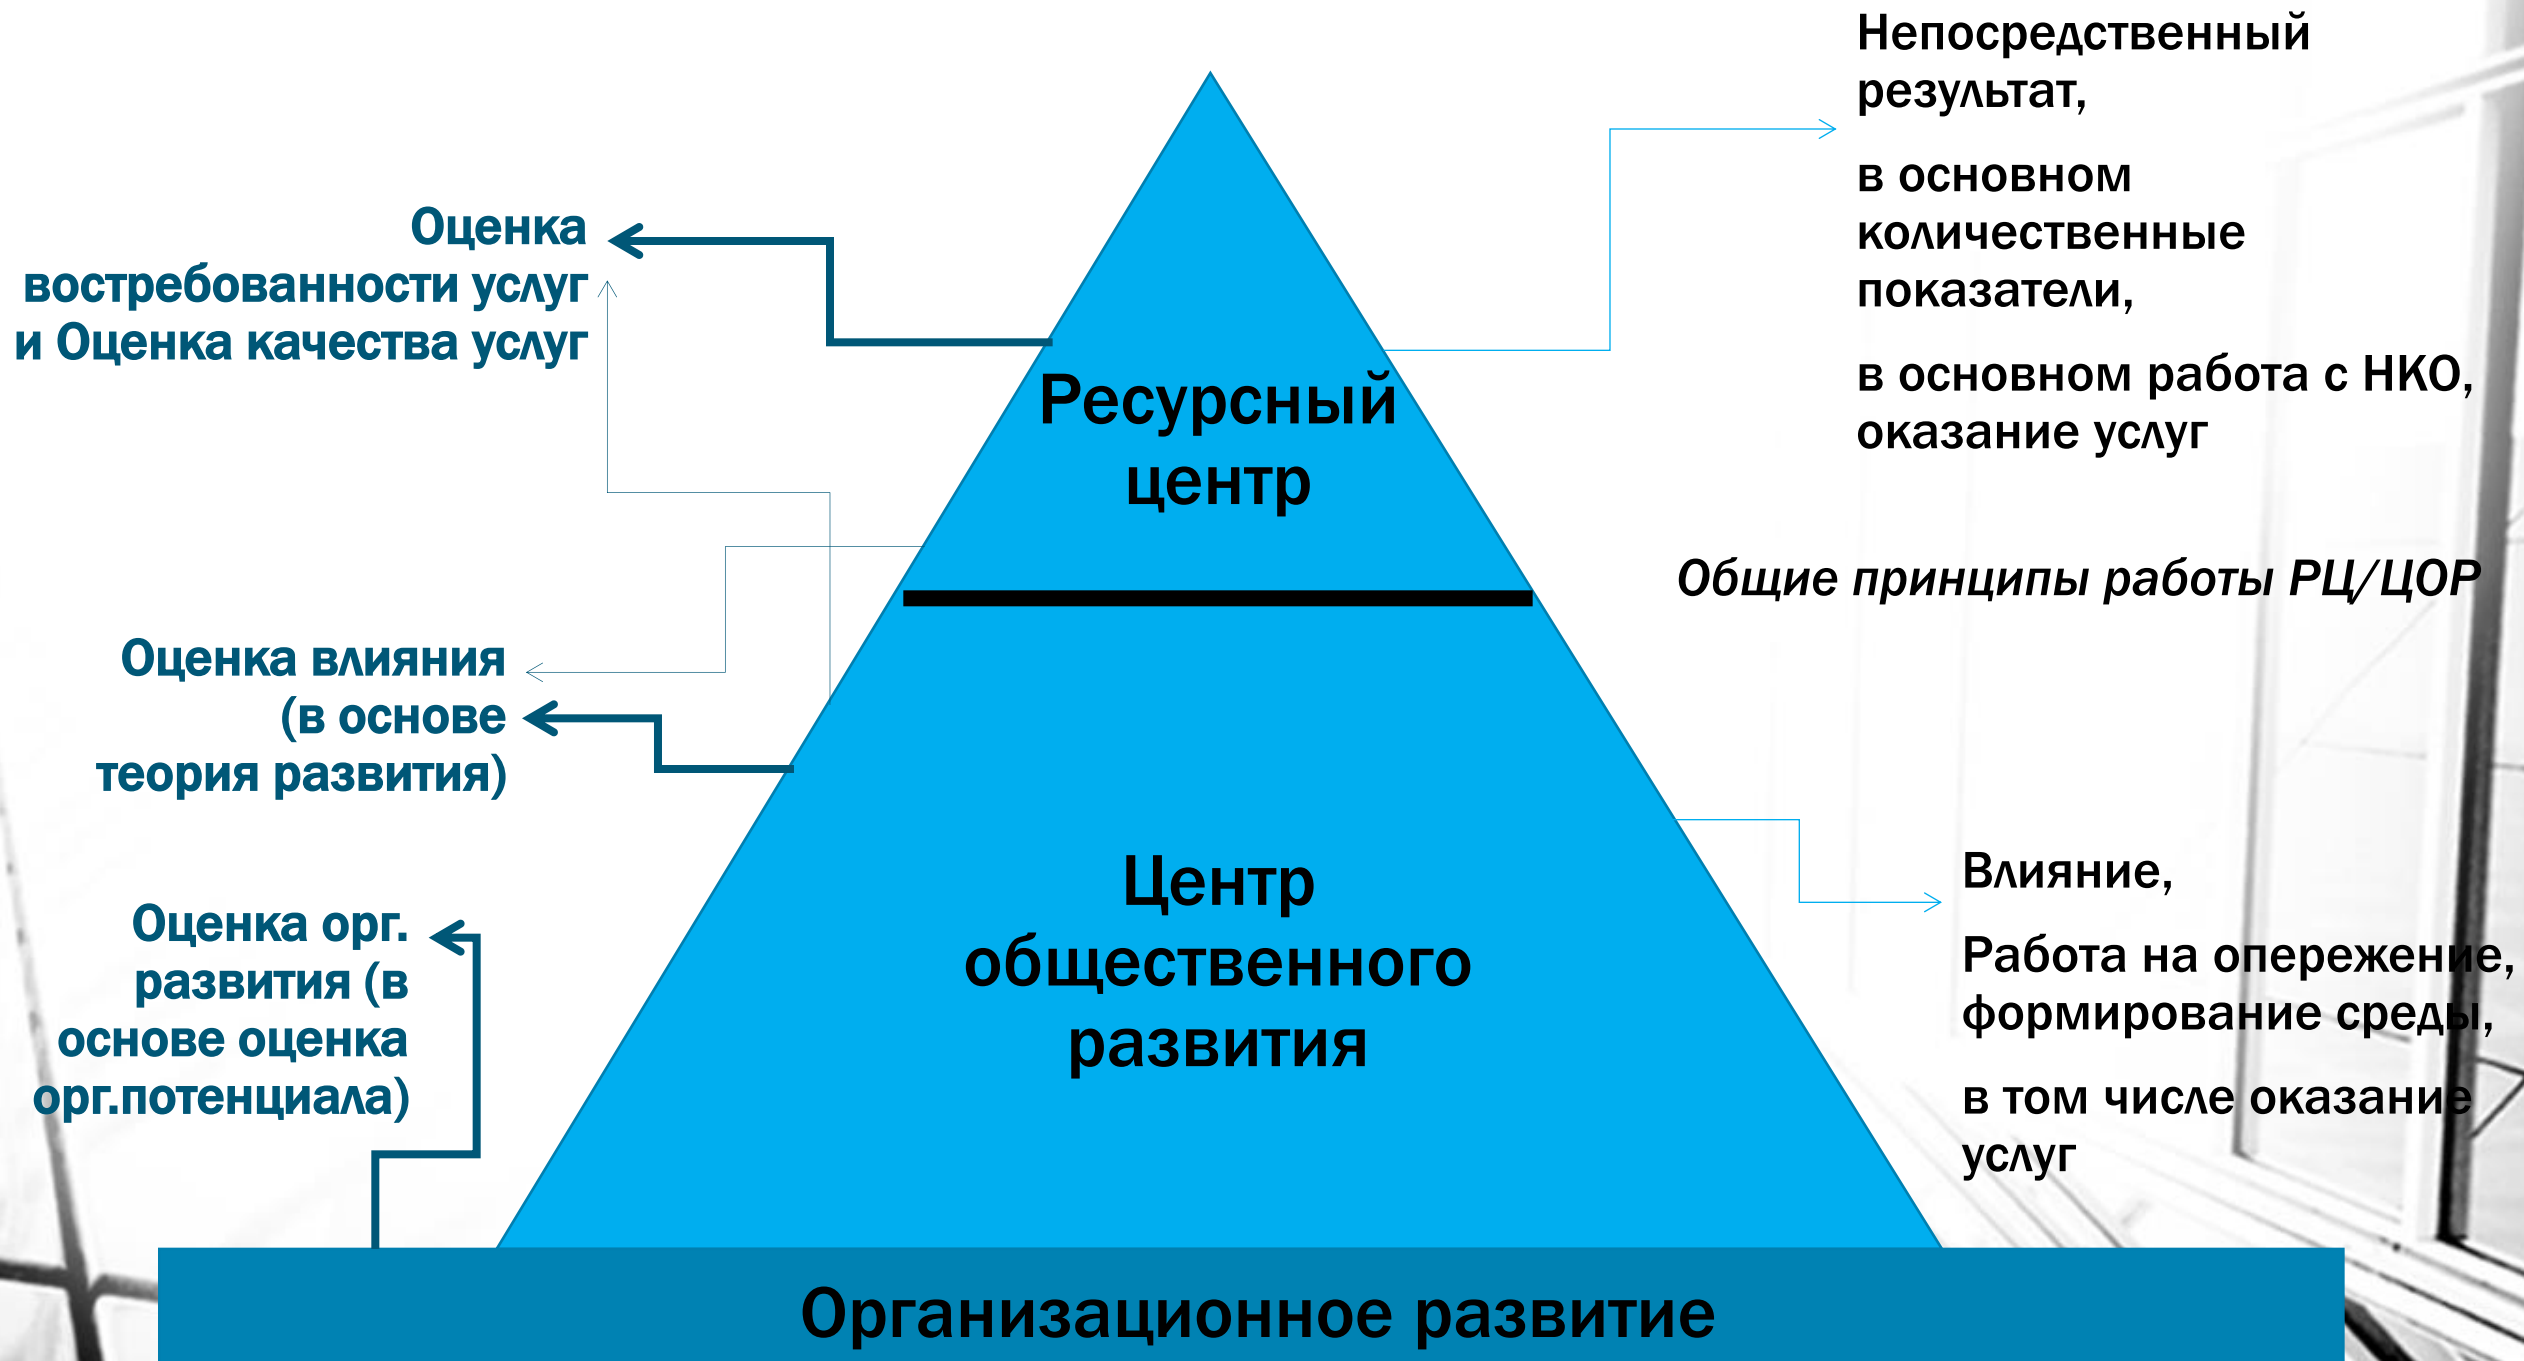 Непосредственный
результат,
в основном
количественные
показатели,
в основном работа с НКО,
оказание услуг
Оценка
востребованности услуг
и Оценка качества услуг
Ресурсный
центр
Общие принципы работы РЦ/ЦОР
Оценка влияния
(в основе
теория развития)
Центр
общественного
развития
Влияние,
Работа на опережение,
формирование среды,
в том числе оказание
услуг
Оценка орг.
развития (в
основе оценка
орг.потенциала)
Организационное развитие